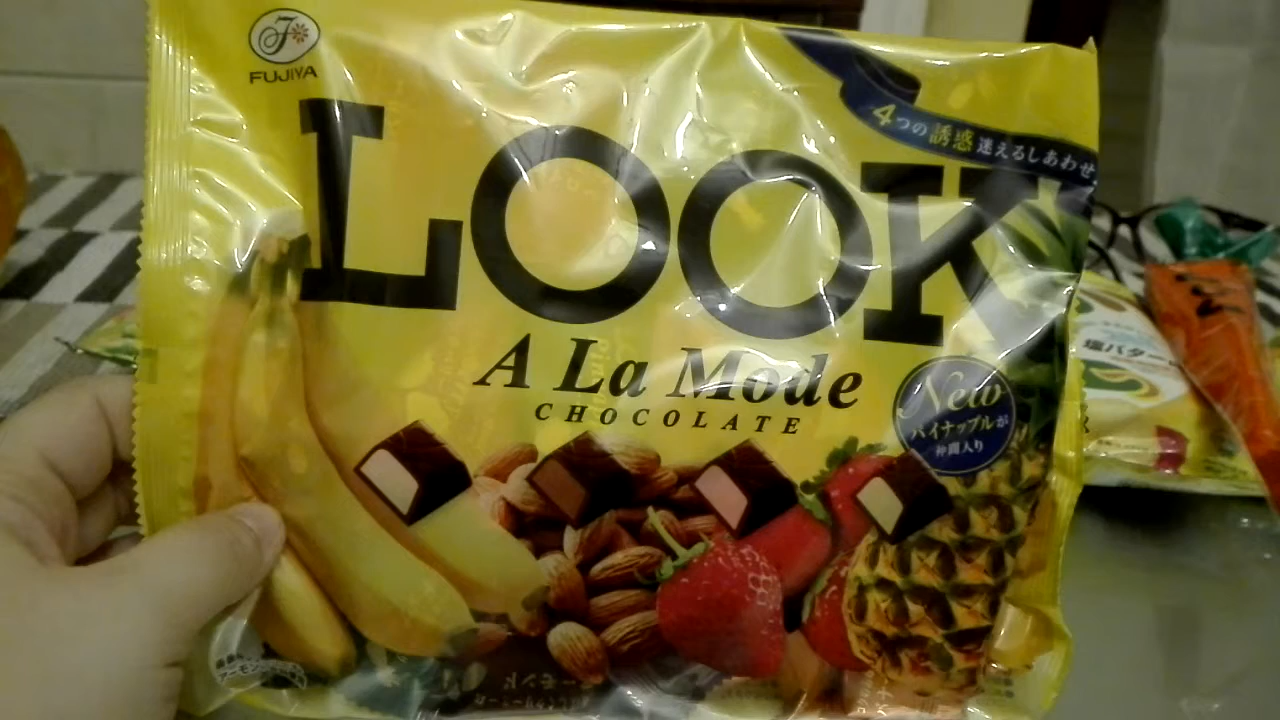 FUJIYA
LOOK
4つの誘惑 迷えるしあわせ
A La Mode
CHOCOLATE
New
パイナップルが
仲間入り
塩バター